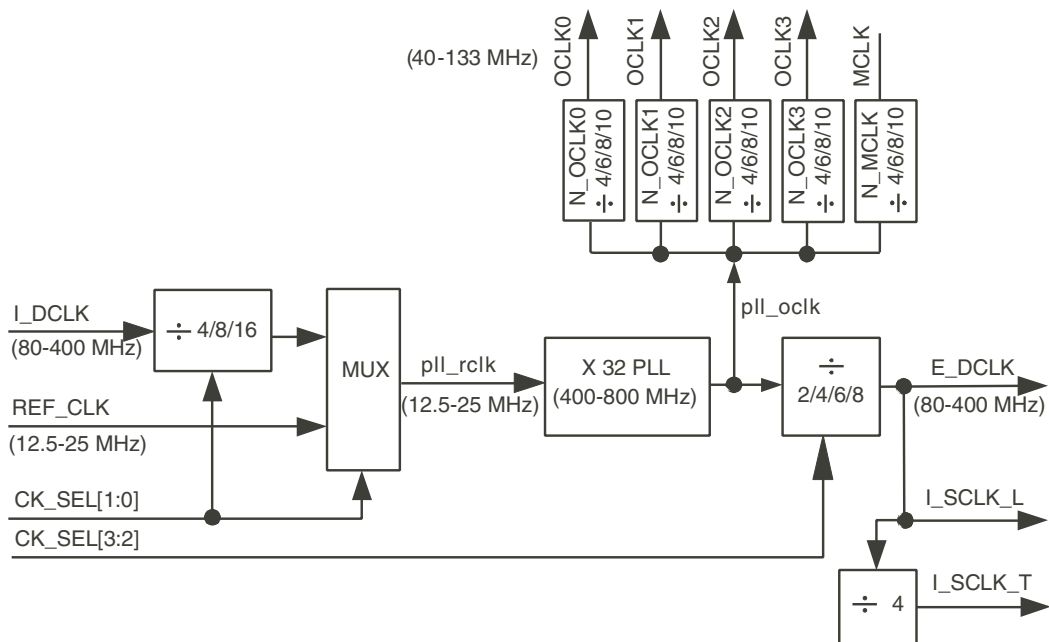 (40-133 MHz)
OCLK0
OCLK1
OCLK2
OCLK3
MCLK
N_OCLK0
÷ 4/6/8/10
N_OCLK1
÷ 4/6/8/10
N_OCLK2
÷ 4/6/8/10
N_OCLK3
÷ 4/6/8/10
N_MCLK
÷ 4/6/8/10
I_DCLK
(80-400 MHz)
÷ 4/8/16
MUX
pll_rclk
(12.5-25 MHz)
X 32 PLL
(400-800 MHz)
pll_oclk
÷
2/4/6/8
E_DCLK
(80-400 MHz)
REF_CLK
(12.5-25 MHz)
CK_SEL[1:0]
CK_SEL[3:2]
I_SCLK_L
÷ 4
I_SCLK_T